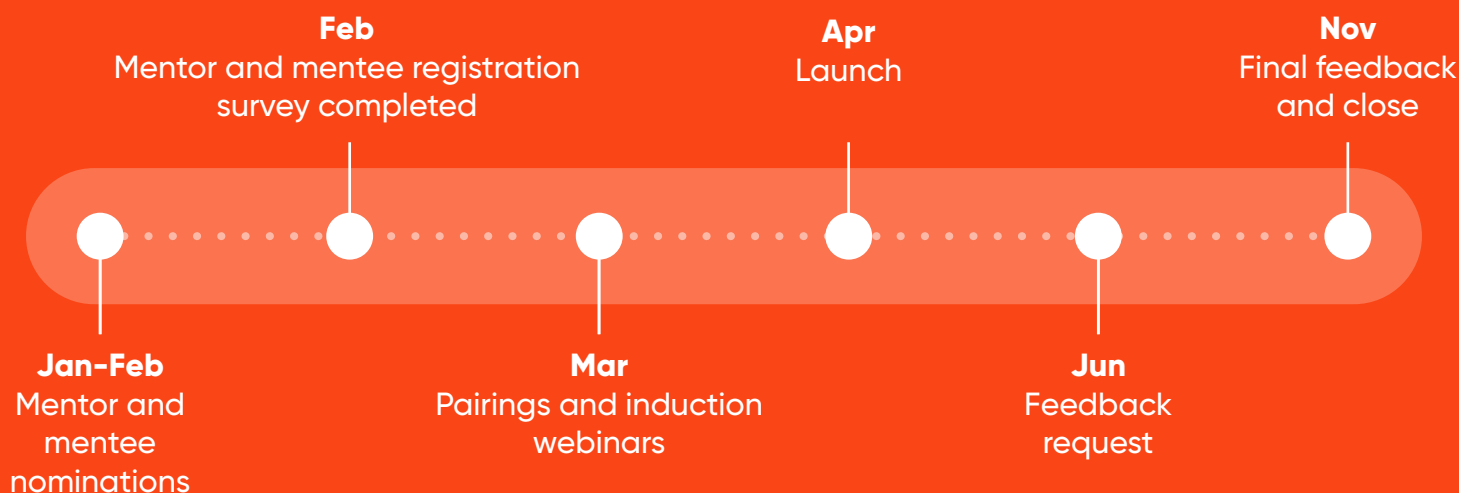 Feb
Mentor and mentee registration
survey completed
Apr
Launch
Nov
Final feedback
and close
Jan-Feb
Mentor and
mentee
nominations
Mar
Pairings and induction
webinars
Jun
Feedback
request